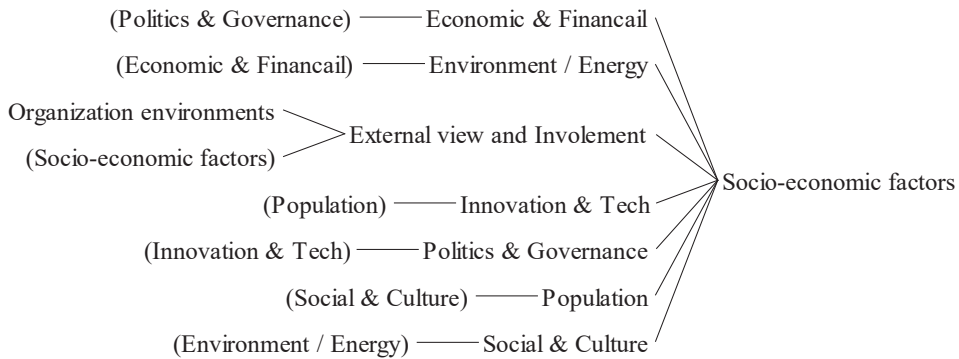 (Politics & Governance) Economic & Financail
(Economic & Financail) Environment / Energy
Organization environments
External view and Involement
(Socio-economic factors)
Socio-economic factors
(Population) Innovation & Tech
(Innovation & Tech) Politics & Governance
(Social & Culture) Population
(Environment / Energy) Social & Culture